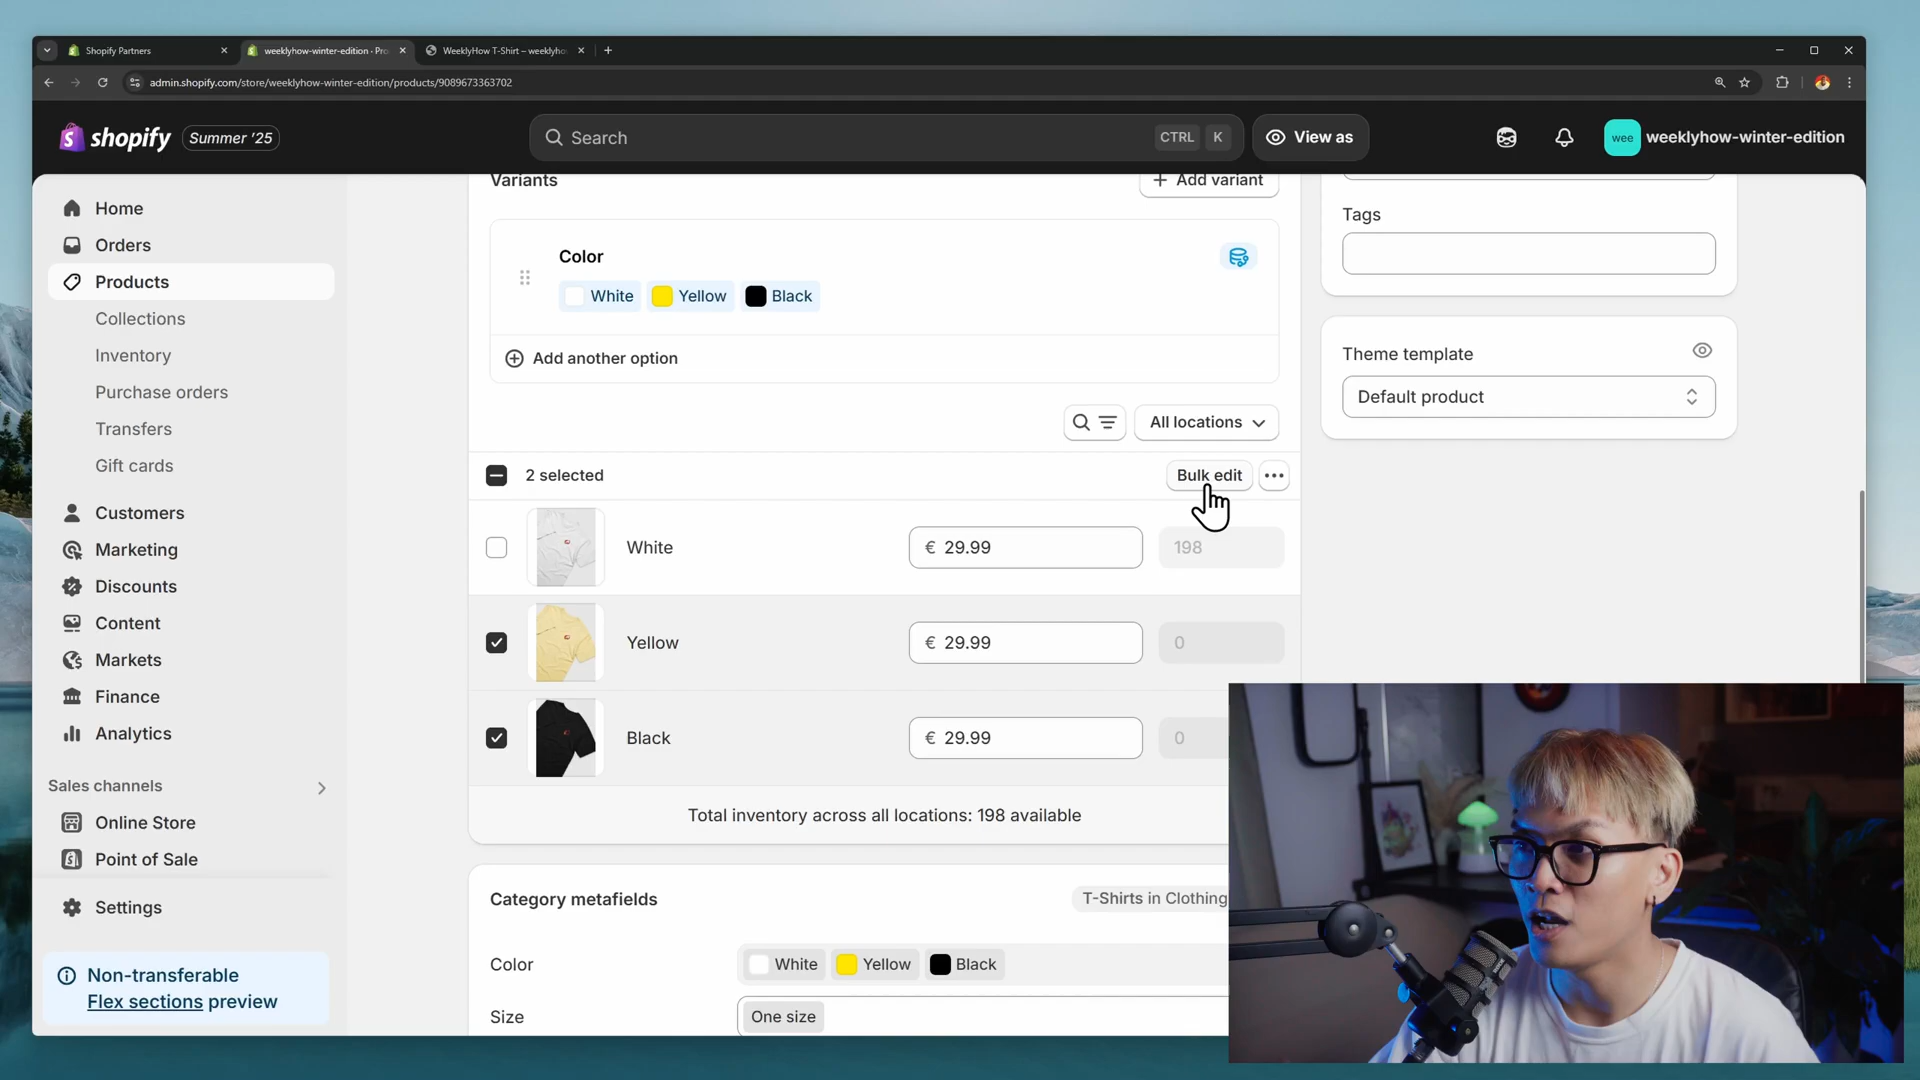 Shopify Partners
weeklyhow-winter-edition · Pro
WeeklyHow T-Shirt – weeklyho
admin.shopify.com/store/weeklyhow-winter-edition/products/9089673363702
shopify
Summer '25
Search
CTRL K
View as
wee
weeklyhow-winter-edition
Home
Orders
Products
Collections
Inventory
Purchase orders
Transfers
Gift cards
Customers
Marketing
Discounts
Content
Markets
Finance
Analytics
Sales channels
Online Store
Point of Sale
Settings
Non-transferable
Flex sections preview
Variants
Add variant
Color
White Yellow Black
Add another option
All locations
2 selected
Bulk edit
White € 29.99 198
Yellow € 29.99 0
Black € 29.99 0
Total inventory across all locations: 198 available
Category metafields
T-Shirts in Clothing
Color White Yellow Black
Size One size
Tags
Theme template
Default product